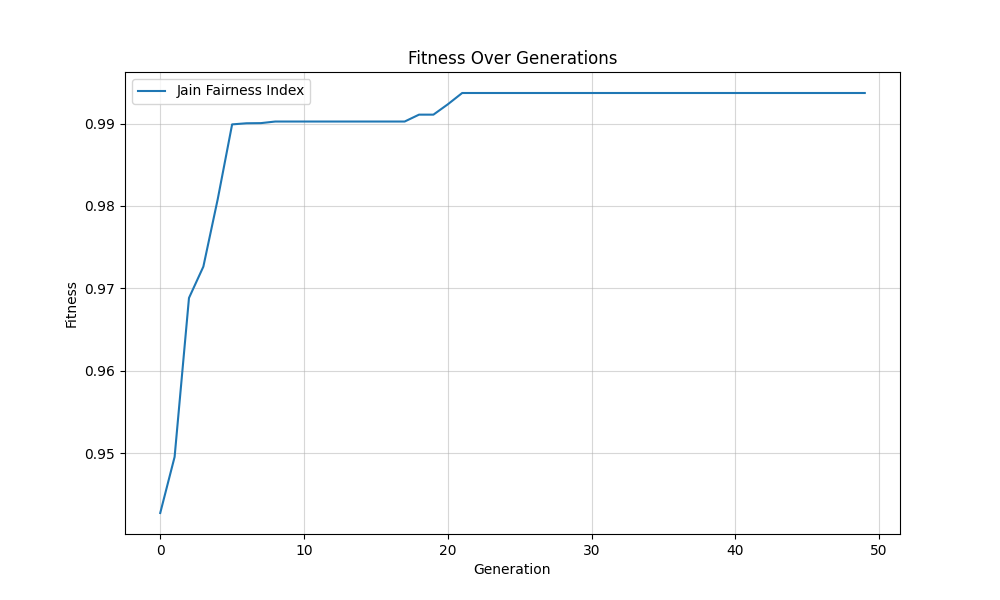 Fitness Over Generations
Jain Fairness Index
0.99
0.98
0.97
0.96
0.95
Fitness
0 10 20 30 40 50
Generation